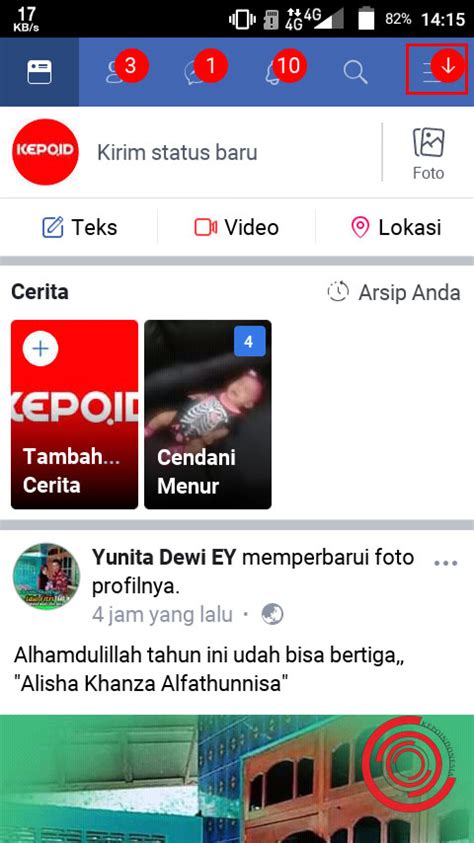 17
KB/s
4G
4G
82%
14:15
3
1
10
KEPO.ID
Kirim status baru
Foto
Teks
Video
Lokasi
Cerita
Arsip Anda
KEPO.ID
Tambah...
Cerita
4
Cendani
Menur
Yunita Dewi EY memperbarui foto
profilnya.
4 jam yang lalu ·
Alhamdulillah tahun ini udah bisa bertiga,,
"Alisha Khanza Alfathunnisa"
KEPOINDONESIA